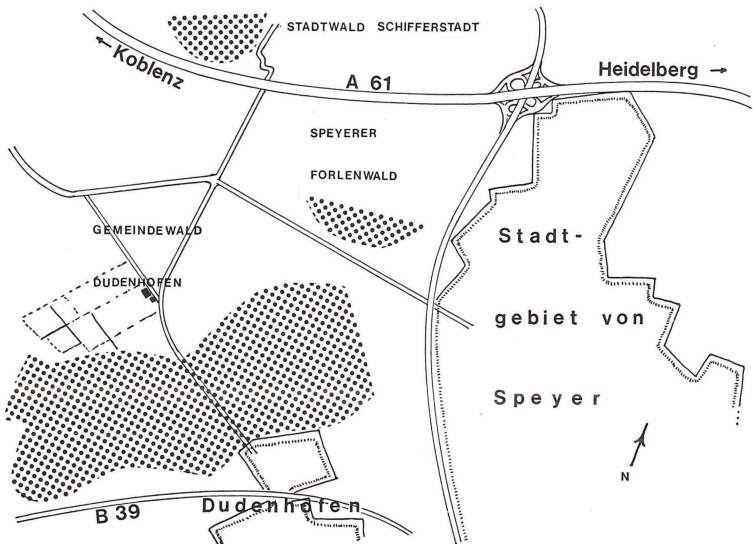 STADTWALD SCHIFFERSTADT
← Koblenz
A 61
Heidelberg →
SPEYERER
FORLENWALD
GEMEINDEWALD
DUDENHOFEN
Stadt-
gebiet von
Speyer
N
B 39
Dudenhofen